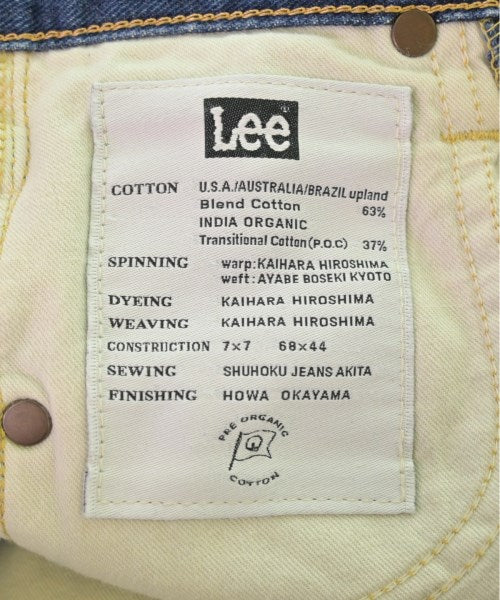 Lee
COTTON U.S.A./AUSTRALIA/BRAZIL upland
Blend Cotton 63%
INDIA ORGANIC
Transitional Cotton (P.O.C) 37%
SPINNING warp:KAIHARA HIROSHIMA
weft:AYABE BOSEKI KYOTO
DYEING KAIHARA HIROSHIMA
WEAVING KAIHARA HIROSHIMA
CONSTRUCTION 7×7 68×44
SEWING SHUHOKU JEANS AKITA
FINISHING HOWA OKAYAMA
PRE ORGANIC
COTTON